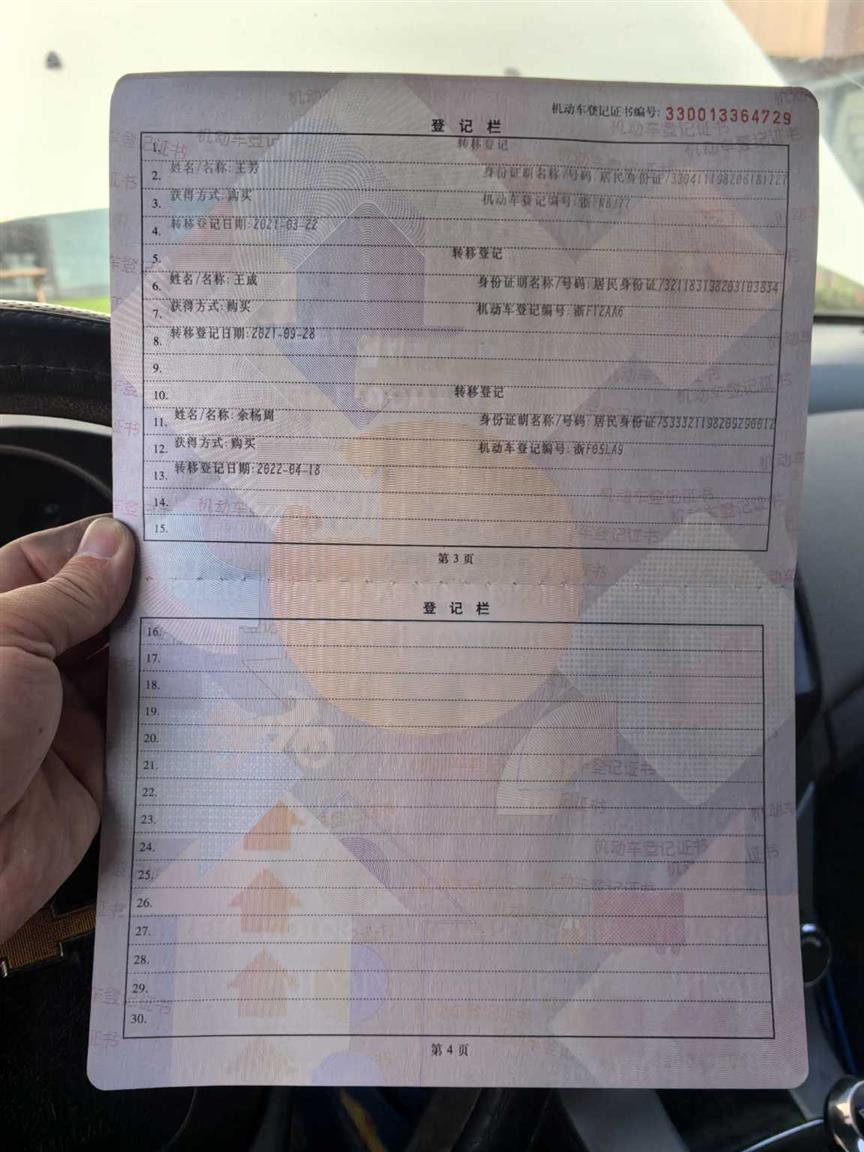 机动车登记证书编号: 330013364729
登 记 栏
1. 转移登记
2. 姓名/名称: 王芳 身份证明名称/号码: 居民身份证/
3. 获得方式: 购买 机动车登记编号:
4. 转移登记日期: 2021-03-22
5. 转移登记
6. 姓名/名称: 王成 身份证明名称/号码: 居民身份证/321183198203103834
7. 获得方式: 购买 机动车登记编号: 浙F12AA6
8. 转移登记日期: 2021-09-28
9.
10. 转移登记
11. 姓名/名称: 余杨周 身份证明名称/号码: 居民身份证/
12. 获得方式: 购买 机动车登记编号: 浙F05LA9
13. 转移登记日期: 2022-04-18
14.
15.
第 3 页
登 记 栏
16.
17.
18.
19.
20.
21.
22.
23.
24.
25.
26.
27.
28.
29.
30.
第 4 页